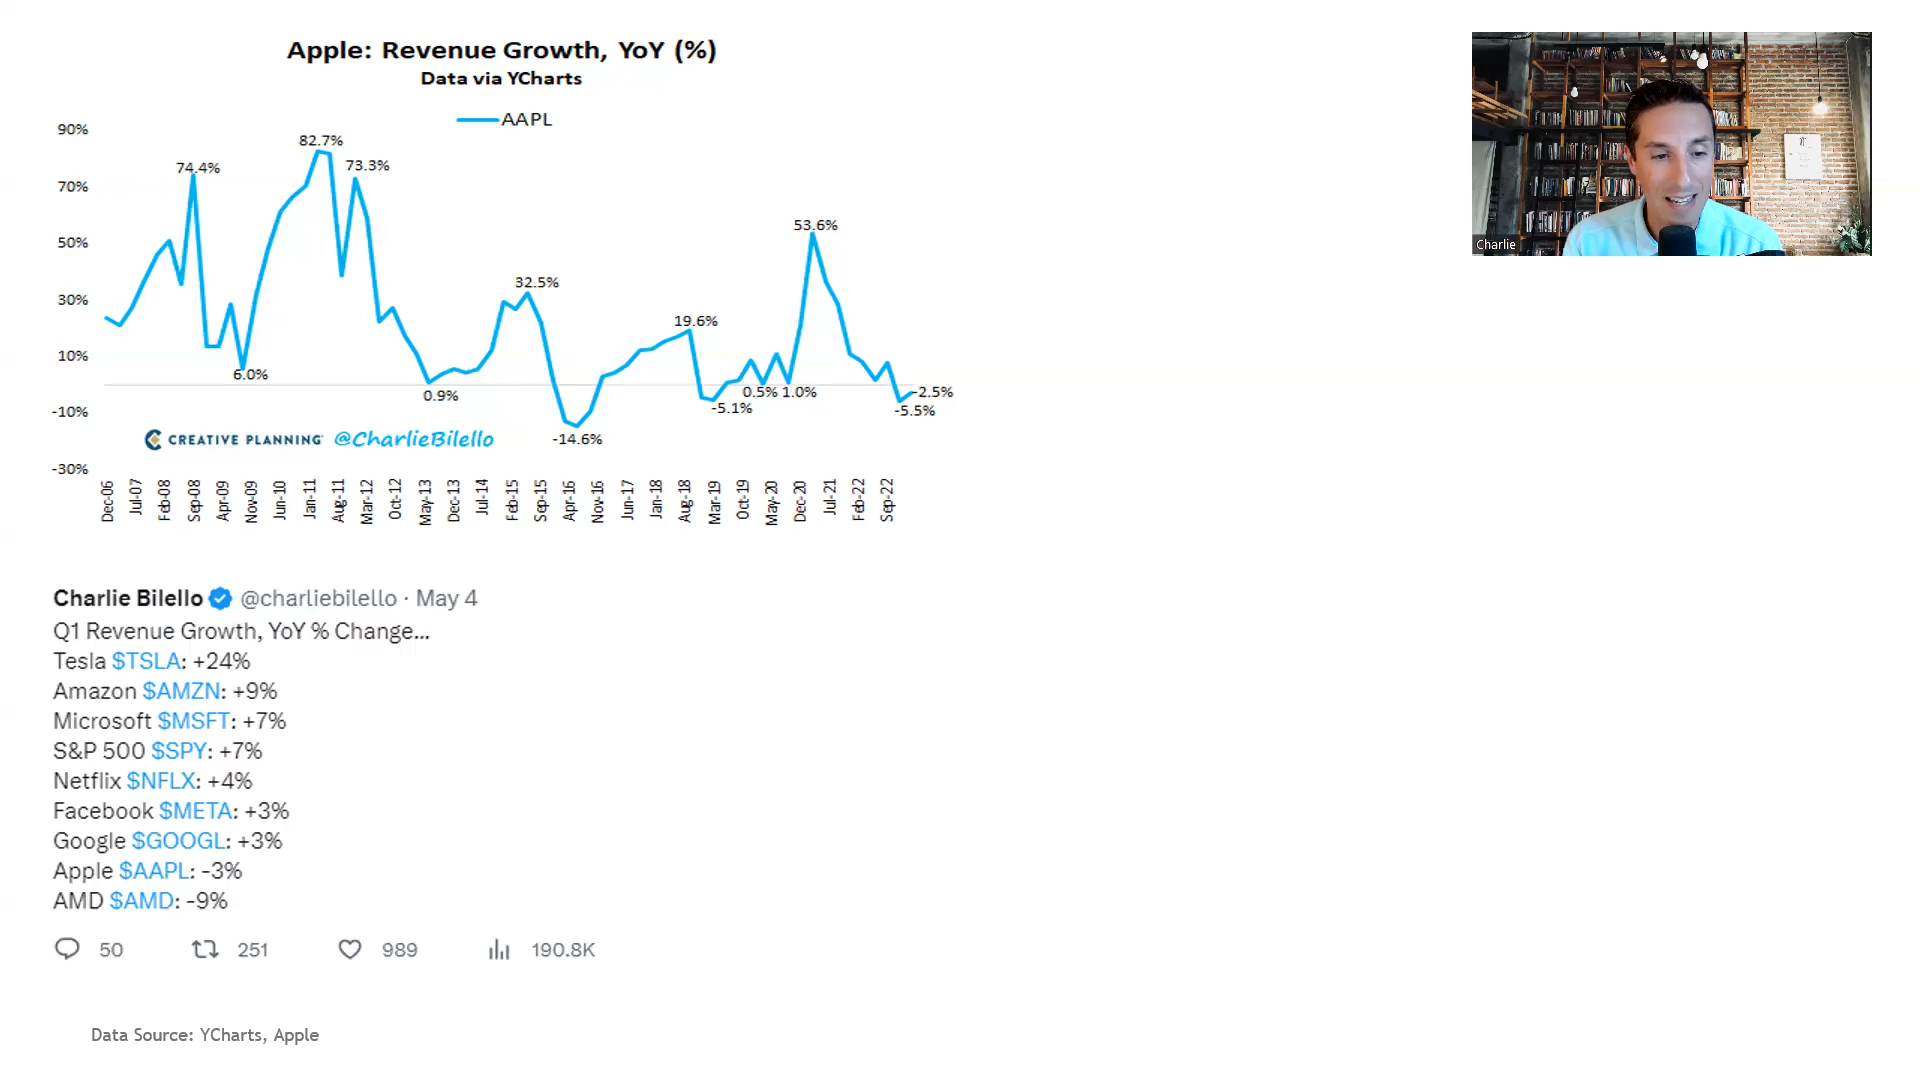 Apple: Revenue Growth, YoY (%)
Data via YCharts
AAPL
90%
70%
50%
30%
10%
-10%
-30%
74.4%
6.0%
82.7%
73.3%
0.9%
32.5%
-14.6%
19.6%
-5.1%
0.5%
1.0%
53.6%
-5.5%
-2.5%
CREATIVE PLANNING @CharlieBilello
Dec-06
Jul-07
Feb-08
Sep-08
Apr-09
Nov-09
Jun-10
Jan-11
Aug-11
Mar-12
Oct-12
May-13
Dec-13
Jul-14
Feb-15
Sep-15
Apr-16
Nov-16
Jun-17
Jan-18
Aug-18
Mar-19
Oct-19
May-20
Dec-20
Jul-21
Feb-22
Sep-22
Charlie
Charlie Bilello @charliebilello · May 4
Q1 Revenue Growth, YoY % Change...
Tesla $TSLA: +24%
Amazon $AMZN: +9%
Microsoft $MSFT: +7%
S&P 500 $SPY: +7%
Netflix $NFLX: +4%
Facebook $META: +3%
Google $GOOGL: +3%
Apple $AAPL: -3%
AMD $AMD: -9%
50 251 989 190.8K
Data Source: YCharts, Apple